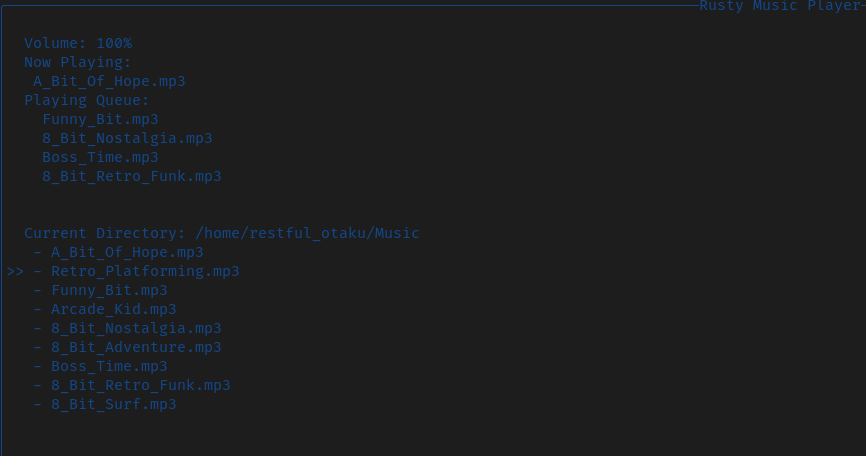 Rusty Music Player
Volume: 100%
Now Playing:
A_Bit_Of_Hope.mp3
Playing Queue:
Funny_Bit.mp3
8_Bit_Nostalgia.mp3
Boss_Time.mp3
8_Bit_Retro_Funk.mp3
Current Directory: /home/restful_otaku/Music
- A_Bit_Of_Hope.mp3
>> - Retro_Platforming.mp3
- Funny_Bit.mp3
- Arcade_Kid.mp3
- 8_Bit_Nostalgia.mp3
- 8_Bit_Adventure.mp3
- Boss_Time.mp3
- 8_Bit_Retro_Funk.mp3
- 8_Bit_Surf.mp3